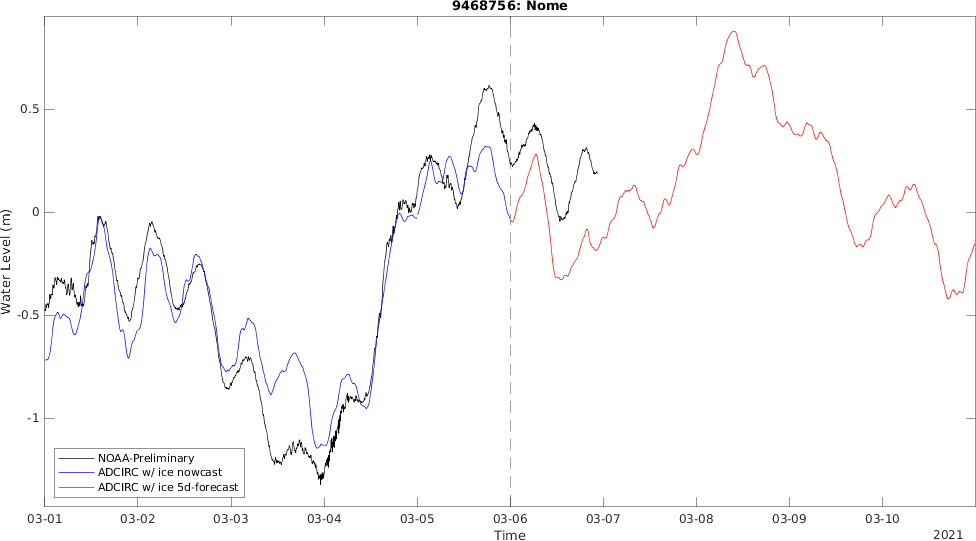 9468756: Nome
Water Level (m)
0.5
0
-0.5
-1
NOAA-Preliminary
ADCIRC w/ ice nowcast
ADCIRC w/ ice 5d-forecast
03-01 03-02 03-03 03-04 03-05 03-06 03-07 03-08 03-09 03-10
Time
2021